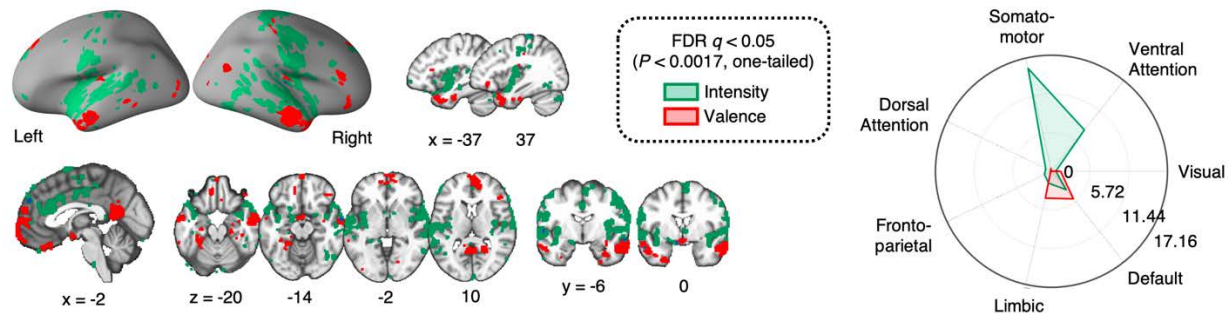 Left
Right
x = -37
37
FDR q < 0.05
(P < 0.0017, one-tailed)
Intensity
Valence
x = -2
z = -20
-14
-2
10
y = -6
0
Somato-
motor
Ventral
Attention
Dorsal
Attention
0
Visual
5.72
11.44
17.16
Fronto-
parietal
Default
Limbic